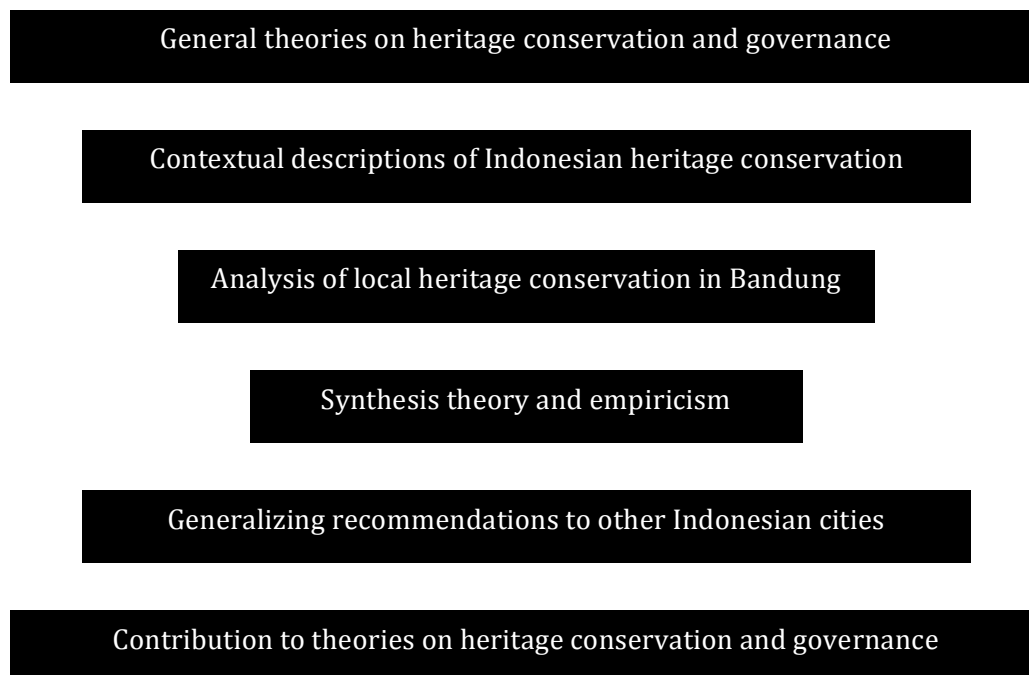 General theories on heritage conservation and governance
Contextual descriptions of Indonesian heritage conservation
Analysis of local heritage conservation in Bandung
Synthesis theory and empiricism
Generalizing recommendations to other Indonesian cities
Contribution to theories on heritage conservation and governance